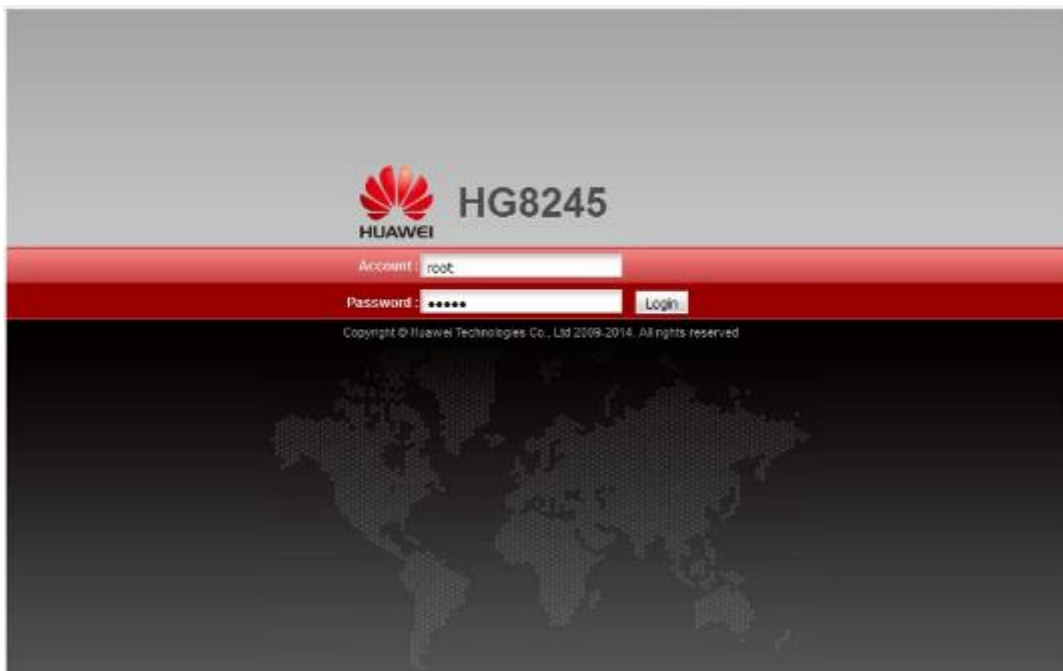 HUAWEI
HG8245
Account : root
Password : ●●●●● Login
Copyright © Huawei Technologies Co., Ltd 2009-2014. All rights reserved